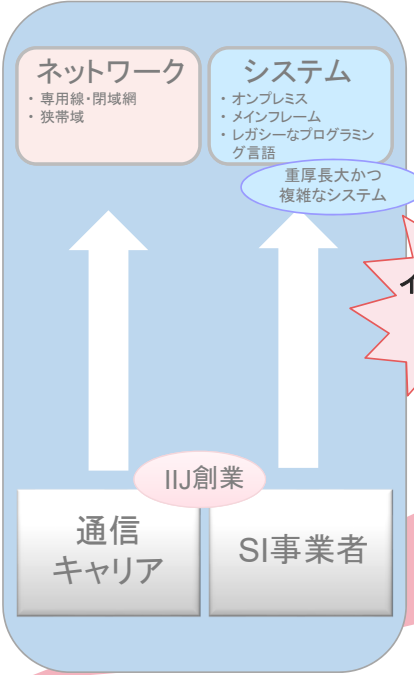 ネットワーク
・ 専用線・閉域網
・ 狭帯域
システム
・ オンプレミス
・ メインフレーム
・ レガシーなプログラミン
グ言語
重厚長大かつ
複雑なシステム
IIJ創業
通信
キャリア
SI事業者